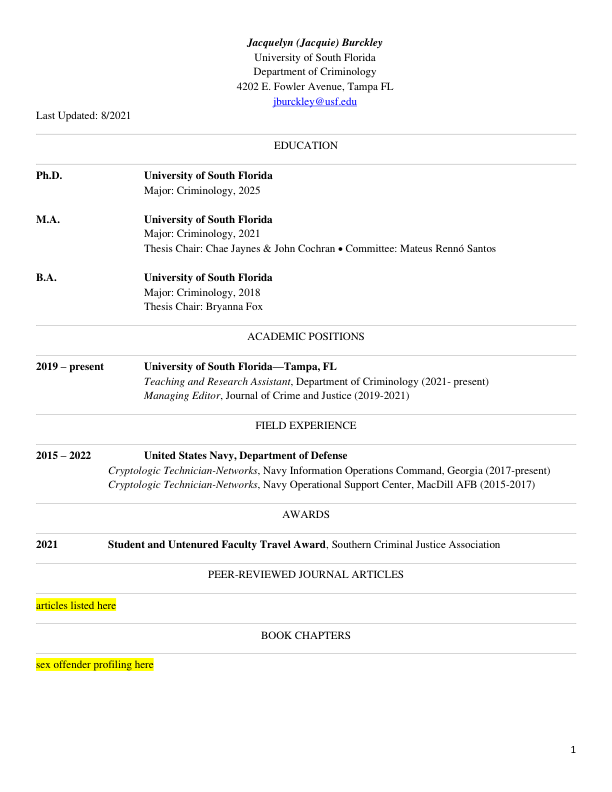 Jacquelyn (Jacquie) Burckley
University of South Florida
Department of Criminology
4202 E. Fowler Avenue, Tampa FL
jburckley@usf.edu
Last Updated: 8/2021
EDUCATION
Ph.D. University of South Florida
Major: Criminology, 2025
M.A. University of South Florida
Major: Criminology, 2021
Thesis Chair: Chae Jaynes & John Cochran • Committee: Mateus Rennó Santos
B.A. University of South Florida
Major: Criminology, 2018
Thesis Chair: Bryanna Fox
ACADEMIC POSITIONS
2019 – present University of South Florida—Tampa, FL
Teaching and Research Assistant, Department of Criminology (2021- present)
Managing Editor, Journal of Crime and Justice (2019-2021)
FIELD EXPERIENCE
2015 – 2022 United States Navy, Department of Defense
Cryptologic Technician-Networks, Navy Information Operations Command, Georgia (2017-present)
Cryptologic Technician-Networks, Navy Operational Support Center, MacDill AFB (2015-2017)
AWARDS
2021 Student and Untenured Faculty Travel Award, Southern Criminal Justice Association
PEER-REVIEWED JOURNAL ARTICLES
articles listed here
BOOK CHAPTERS
sex offender profiling here
1